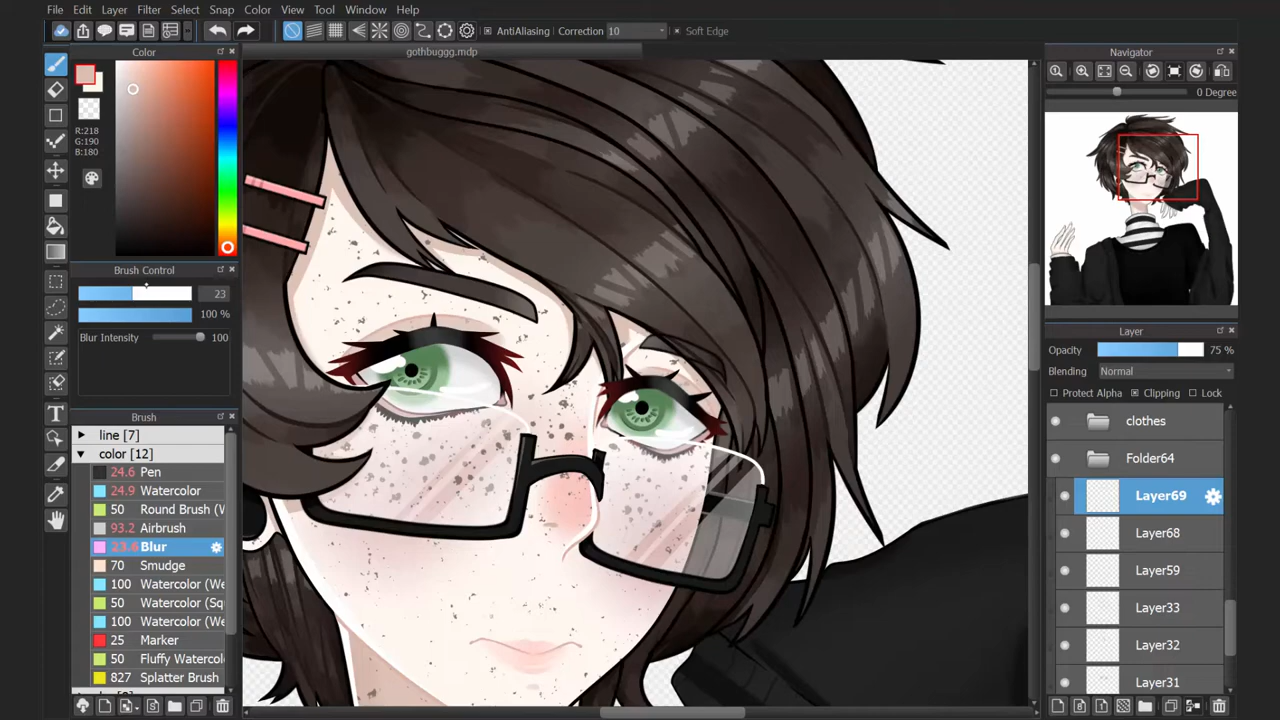 File Edit Layer Filter Select Snap Color View Tool Window Help
AntiAliasing Correction 10 Soft Edge
gothbuggg.mdp
Color
R:218
G:190
B:180
Brush Control
23
100 %
Blur Intensity 100
Brush
line [7]
color [12]
24.6 Pen
24.9 Watercolor
50 Round Brush (W
93.2 Airbrush
23.6 Blur
70 Smudge
100 Watercolor (We
50 Watercolor (Sq
100 Watercolor (We
25 Marker
50 Fluffy Watercolo
827 Splatter Brush
Navigator
0 Degree
Layer
Opacity 75 %
Blending Normal
Protect Alpha Clipping Lock
clothes
Folder64
Layer69
Layer68
Layer59
Layer33
Layer32
Layer31